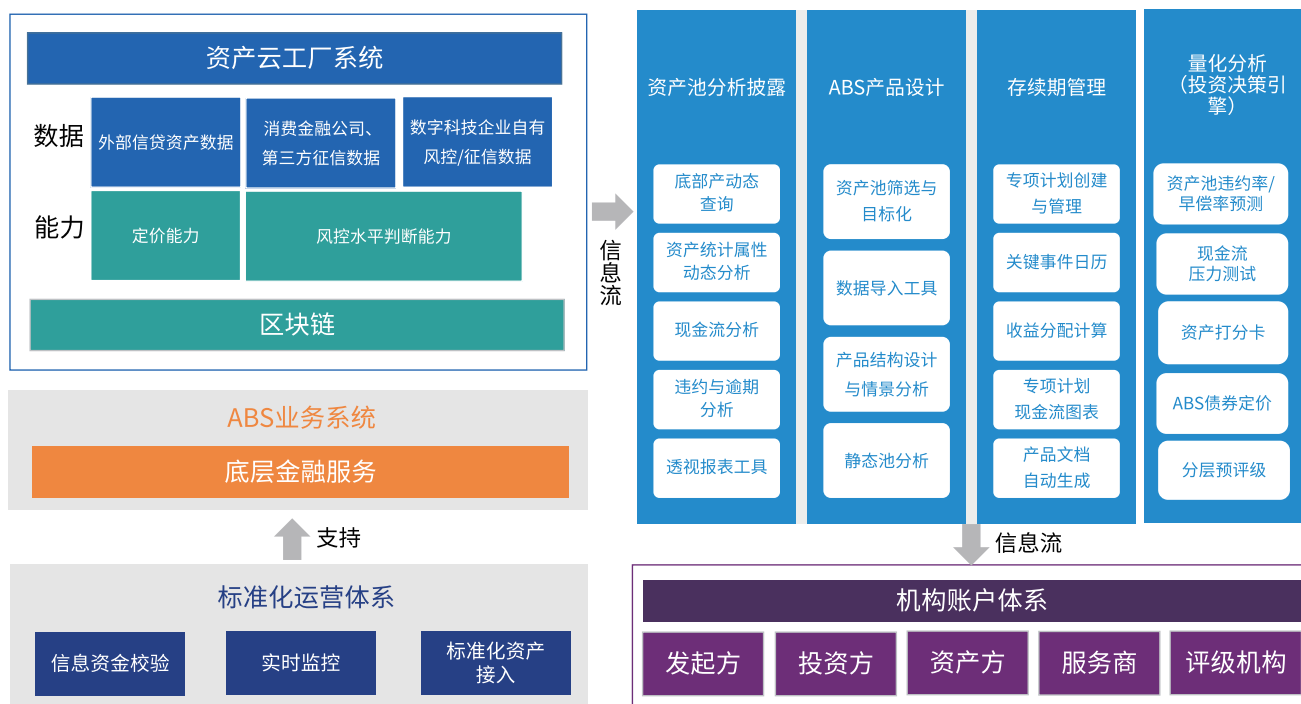 资产云工厂系统
数据
外部信贷资产数据
消费金融公司、
第三方征信数据
数字科技企业自有
风控/征信数据
能力
定价能力
风控水平判断能力
区块链
ABS业务系统
底层金融服务
支持
标准化运营体系
信息资金校验
实时监控
标准化资产
接入
信
息
流
资产池分析披露
底部产动态
查询
资产统计属性
动态分析
现金流分析
违约与逾期
分析
透视报表工具
ABS产品设计
资产池筛选与
目标化
数据导入工具
产品结构设计
与情景分析
静态池分析
存续期管理
专项计划创建
与管理
关键事件日历
收益分配计算
专项计划
现金流图表
产品文档
自动生成
量化分析
（投资决策引
擎）
资产池违约率/
早偿率预测
现金流
压力测试
资产打分卡
ABS债券定价
分层预评级
信息流
机构账户体系
发起方
投资方
资产方
服务商
评级机构